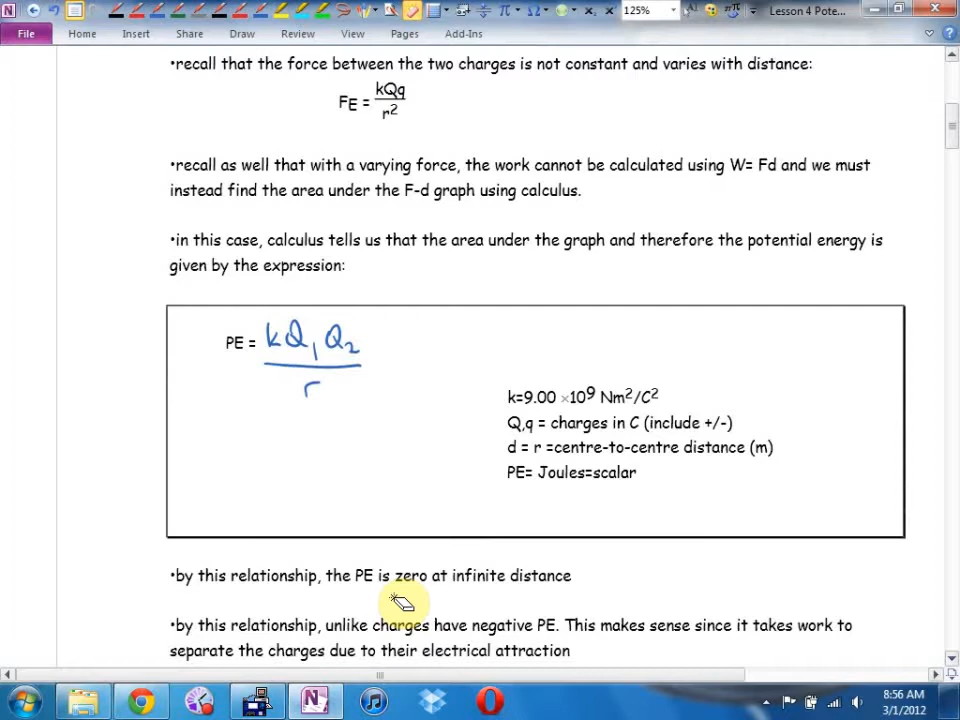 125%
Lesson 4 Pote...
File Home Insert Share Draw Review View Pages Add-Ins
•recall that the force between the two charges is not constant and varies with distance:
FE = kQq
r2
•recall as well that with a varying force, the work cannot be calculated using W= Fd and we must
instead find the area under the F-d graph using calculus.
•in this case, calculus tells us that the area under the graph and therefore the potential energy is
given by the expression:
PE = kQ1Q2
r
k=9.00 ×10⁹ Nm²/C²
Q,q = charges in C (include +/-)
d = r =centre-to-centre distance (m)
PE= Joules=scalar
•by this relationship, the PE is zero at infinite distance
•by this relationship, unlike charges have negative PE. This makes sense since it takes work to
separate the charges due to their electrical attraction
8:56 AM
3/1/2012